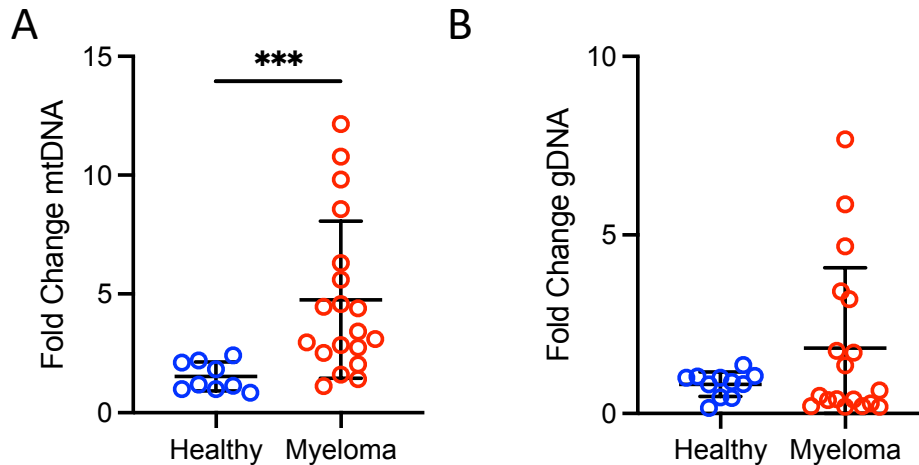 A
Fold Change mtDNA
15
10
5
0
***
Healthy Myeloma
B
Fold Change gDNA
10
5
0
Healthy Myeloma